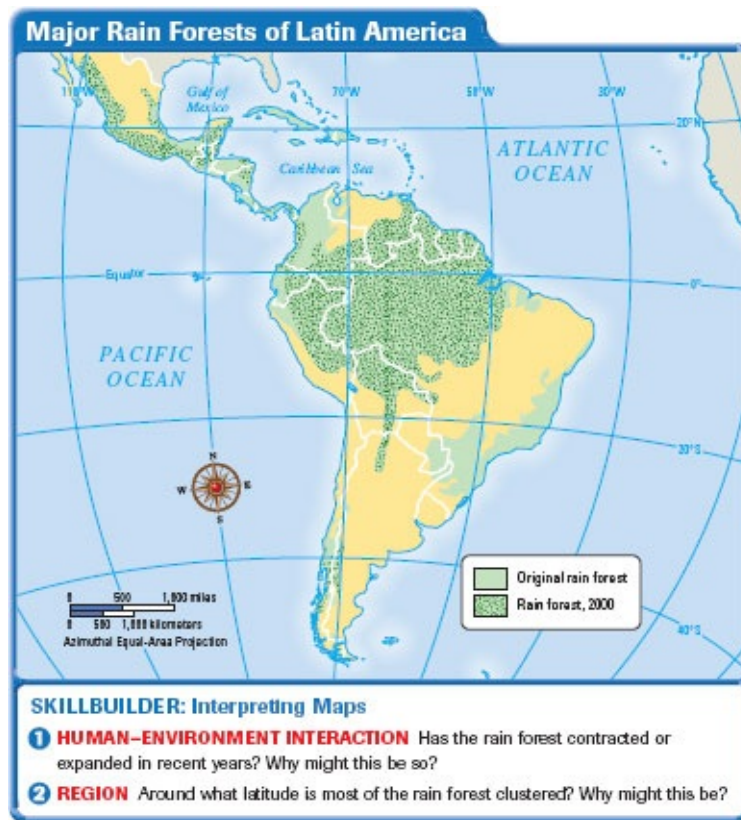 Major Rain Forests of Latin America
110°W
Gulf of
Mexico
70°W
50°W
30°W
20°N
Caribbean Sea
ATLANTIC
OCEAN
Equator
0°
PACIFIC
OCEAN
20°S
N
W
E
S
0 500 1,000 miles
0 500 1,000 kilometers
Azimuthal Equal-Area Projection
Original rain forest
Rain forest, 2000
40°S
SKILLBUILDER: Interpreting Maps
1 HUMAN–ENVIRONMENT INTERACTION Has the rain forest contracted or
expanded in recent years? Why might this be so?
2 REGION Around what latitude is most of the rain forest clustered? Why might this be?